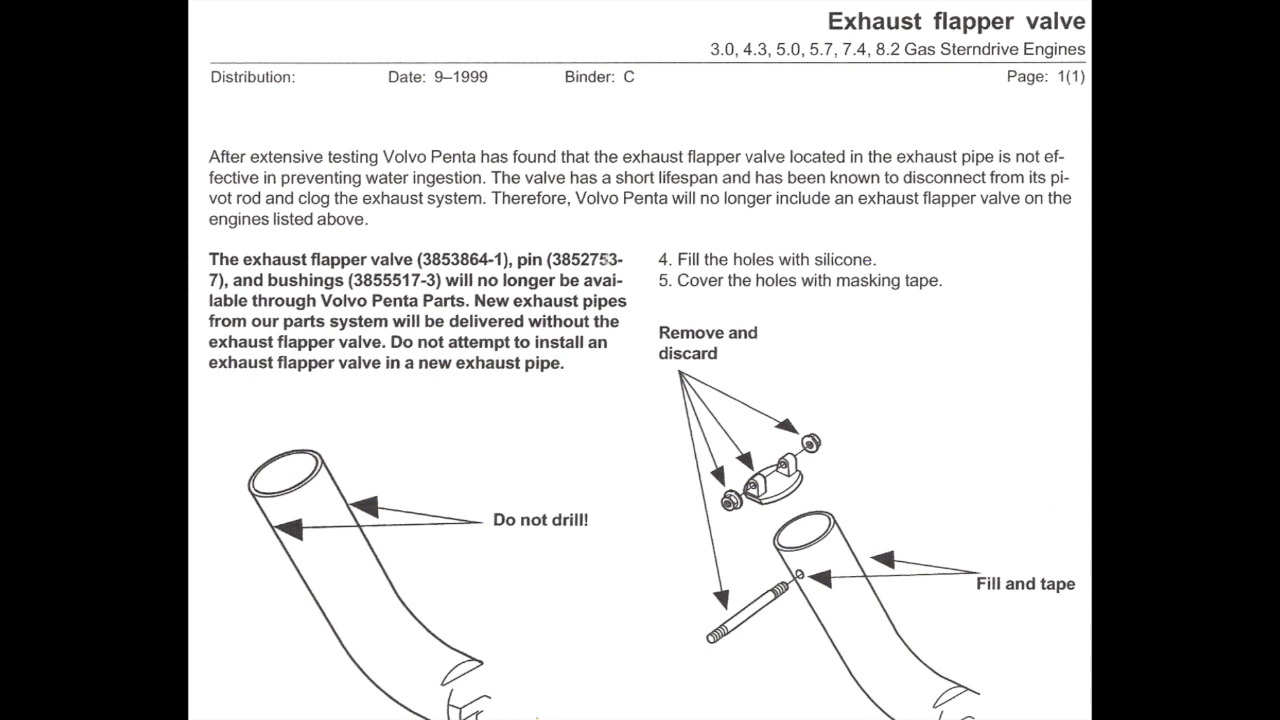 Exhaust flapper valve
3.0, 4.3, 5.0, 5.7, 7.4, 8.2 Gas Sterndrive Engines
Distribution: Date: 9–1999 Binder: C Page: 1(1)
After extensive testing Volvo Penta has found that the exhaust flapper valve located in the exhaust pipe is not ef-
fective in preventing water ingestion. The valve has a short lifespan and has been known to disconnect from its pi-
vot rod and clog the exhaust system. Therefore, Volvo Penta will no longer include an exhaust flapper valve on the
engines listed above.
The exhaust flapper valve (3853864-1), pin (3852753-
7), and bushings (3855517-3) will no longer be avai-
lable through Volvo Penta Parts. New exhaust pipes
from our parts system will be delivered without the
exhaust flapper valve. Do not attempt to install an
exhaust flapper valve in a new exhaust pipe.
4. Fill the holes with silicone.
5. Cover the holes with masking tape.
Remove and
discard
Do not drill!
Fill and tape